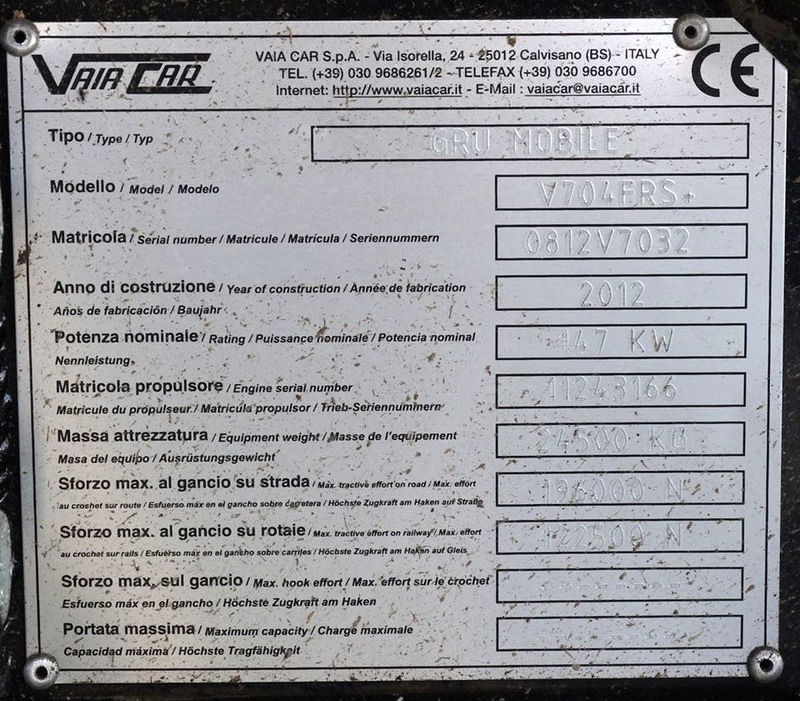 VAIA CAR
VAIA CAR S.p.A. - Via Isorella, 24 - 25012 Calvisano (BS) - ITALY
TEL. (+39) 030 9686261/2 - TELEFAX (+39) 030 9686700
Internet: http://www.vaiacar.it - E-Mail : vaiacar@vaiacar.it
CE
Tipo / Type / Typ
GRU MOBILE
Modello / Model / Modelo
V704FRS+
Matricola / Serial number / Matricule / Matrícula / Seriennummern
0812V7032
Anno di costruzione / Year of construction / Année de fabrication
Años de fabricación / Baujahr
2012
Potenza nominale / Rating / Puissance nominale / Potencia nominal
Nennleistung
147 KW
Matricola propulsore / Engine serial number
Matricule du propulseur / Matrícula propulsor / Trieb-Seriennummern
11243166
Massa attrezzatura / Equipment weight / Masse de l'equipement
Masa del equipo / Ausrüstungsgewicht
24500 KG
Sforzo max. al gancio su strada / Max. tractive effort on road / Max. effort
au crochet sur route / Esfuerso máx en el gancho sobre carretera / Höchste Zugkraft am Haken auf Straße
196000 N
Sforzo max. al gancio su rotaie / Max. tractive effort on railway / Max. effort
au crochet sur rails / Esfuerso máx en el gancho sobre carriles / Höchste Zugkraft am Haken auf Gleis
122500 N
Sforzo max. sul gancio / Max. hook effort / Max. effort sur le crochet
Esfuerso máx en el gancho / Höchste Zugkraft am Haken
Portata massima / Maximum capacity / Charge maximale
Capacidad máxima / Höchste Tragfähigkeit